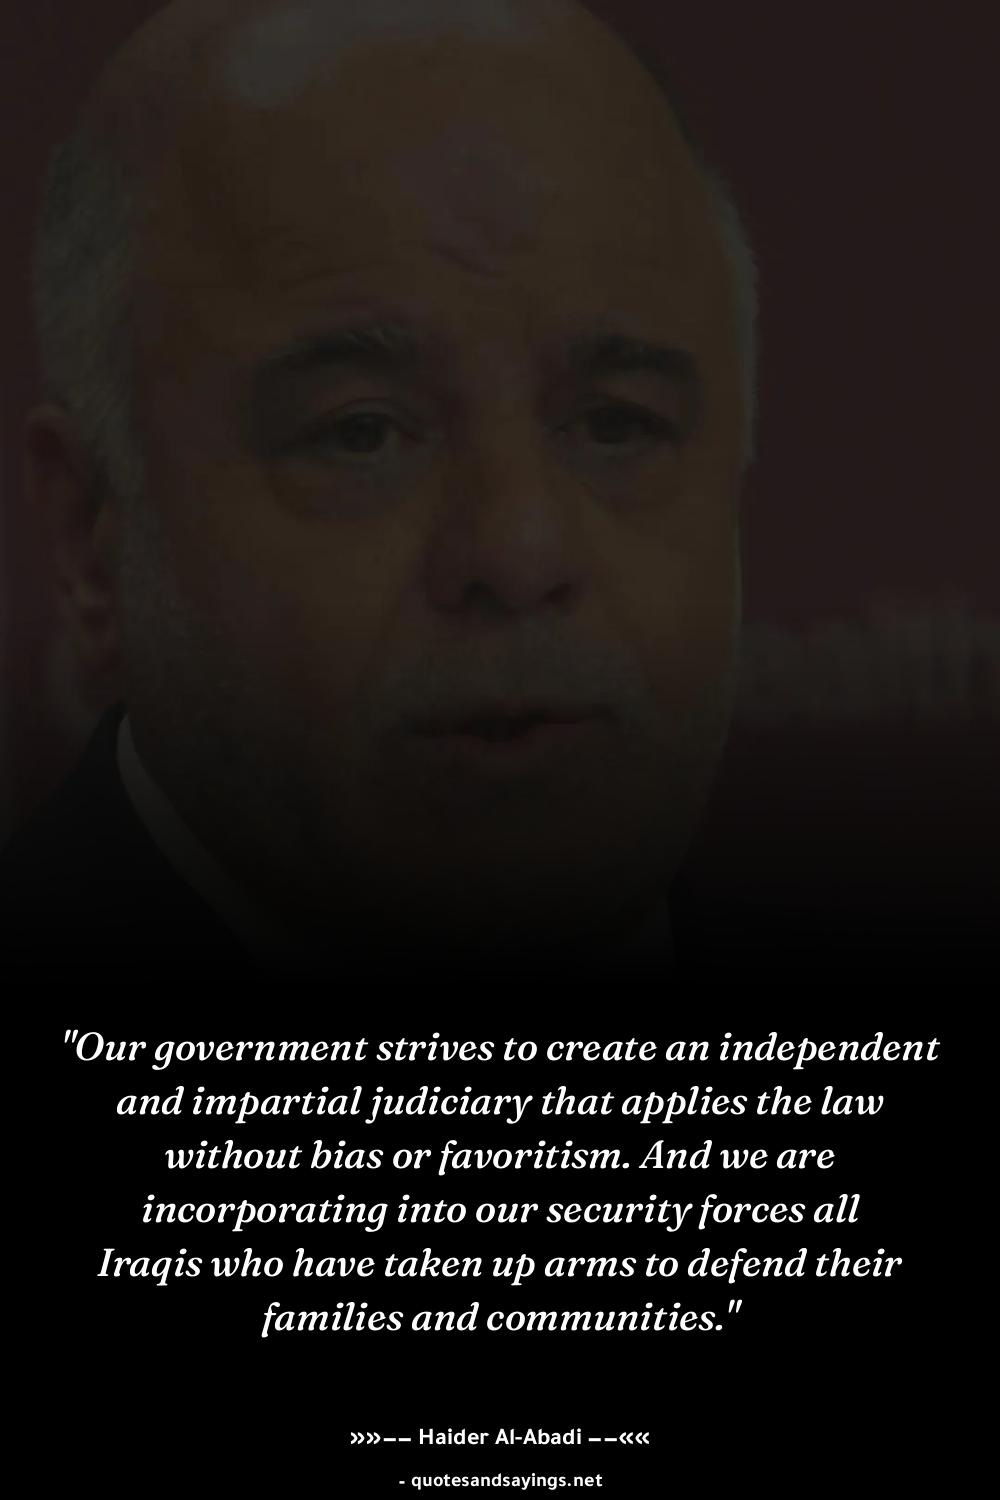 "Our government strives to create an independent
and impartial judiciary that applies the law
without bias or favoritism. And we are
incorporating into our security forces all
Iraqis who have taken up arms to defend their
families and communities."
»»−− Haider Al-Abadi −−««
- quotesandsayings.net